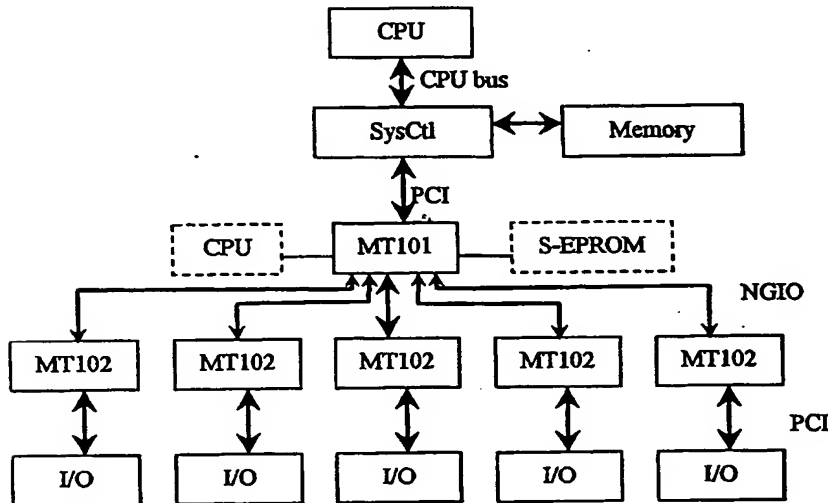 CPU
CPU bus
SysCtl
Memory
PCI
CPU
MT101
S-EPROM
NGIO
MT102
MT102
MT102
MT102
MT102
PCI
I/O
I/O
I/O
I/O
I/O